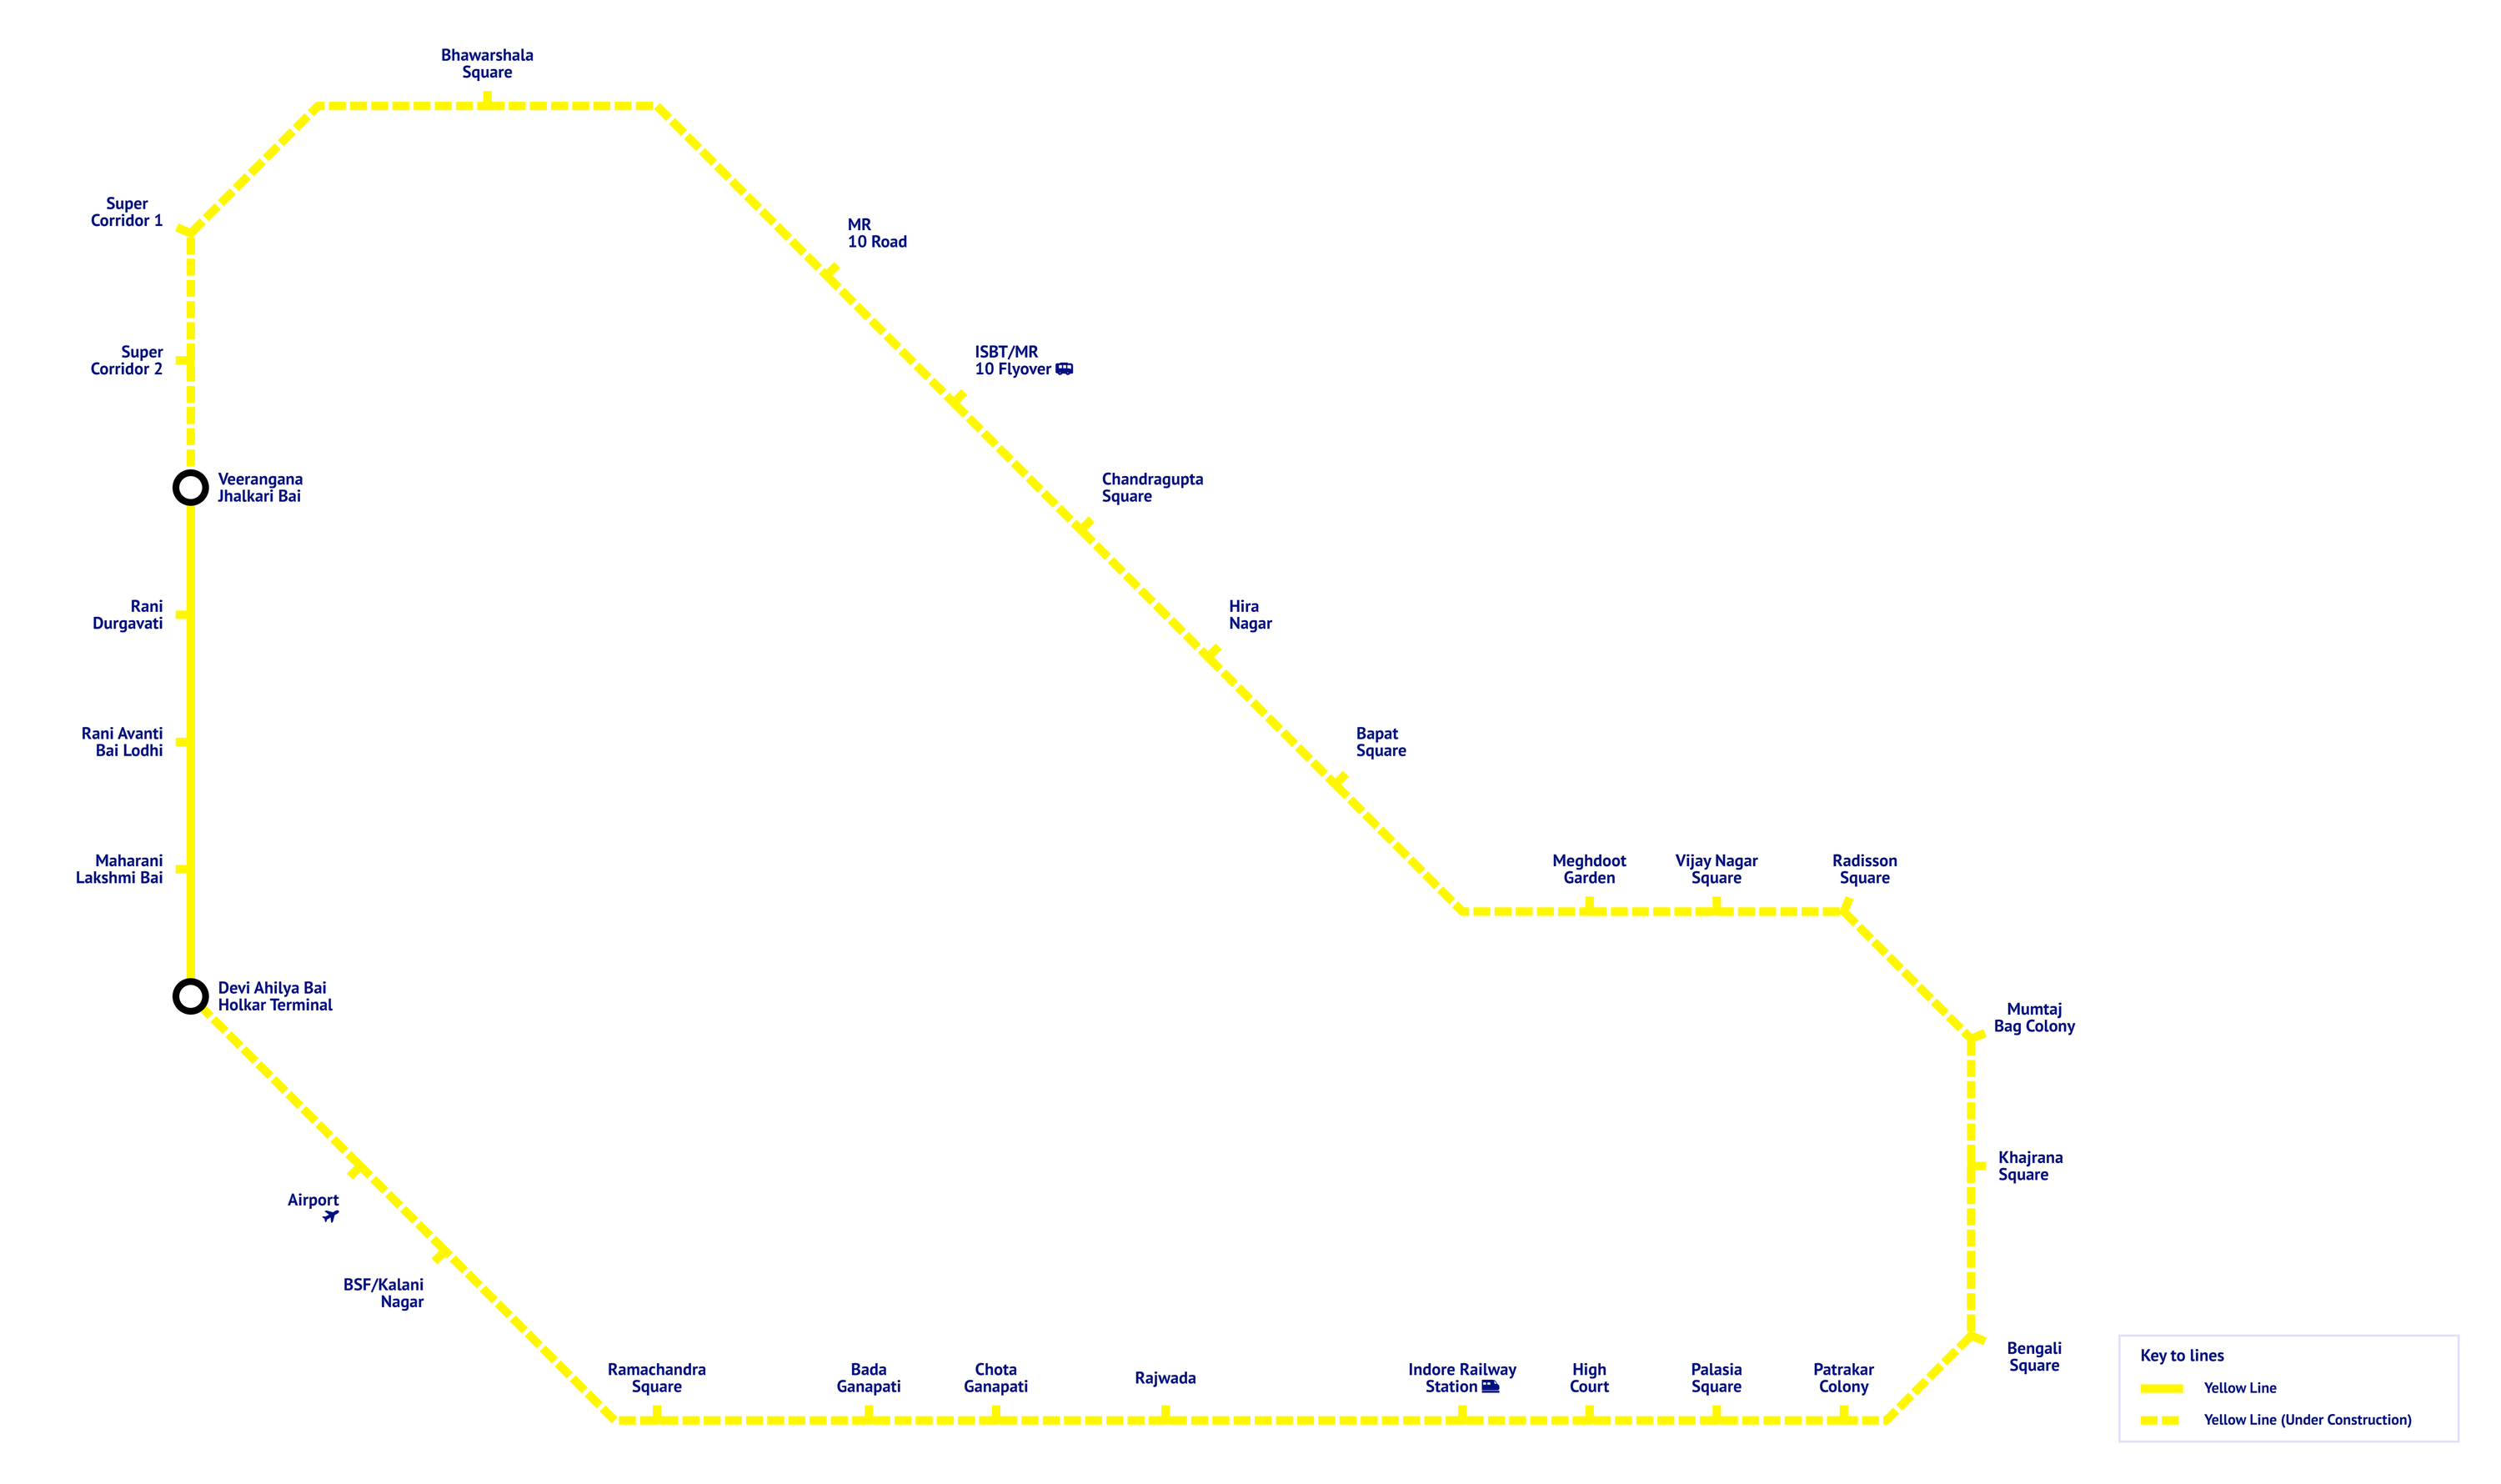 Bhawarshala
Square
Super
Corridor 1
MR
10 Road
Super
Corridor 2
ISBT/MR
10 Flyover
Veerangana
Jhalkari Bai
Chandragupta
Square
Rani
Durgavati
Hira
Nagar
Rani Avanti
Bai Lodhi
Bapat
Square
Maharani
Lakshmi Bai
Meghdoot
Garden
Vijay Nagar
Square
Radisson
Square
Devi Ahilya Bai
Holkar Terminal
Mumtaj
Bag Colony
Khajrana
Square
Airport
BSF/Kalani
Nagar
Ramachandra
Square
Bada
Ganapati
Chota
Ganapati
Rajwada
Indore Railway
Station
High
Court
Palasia
Square
Patrakar
Colony
Bengali
Square
Key to lines
Yellow Line
Yellow Line (Under Construction)